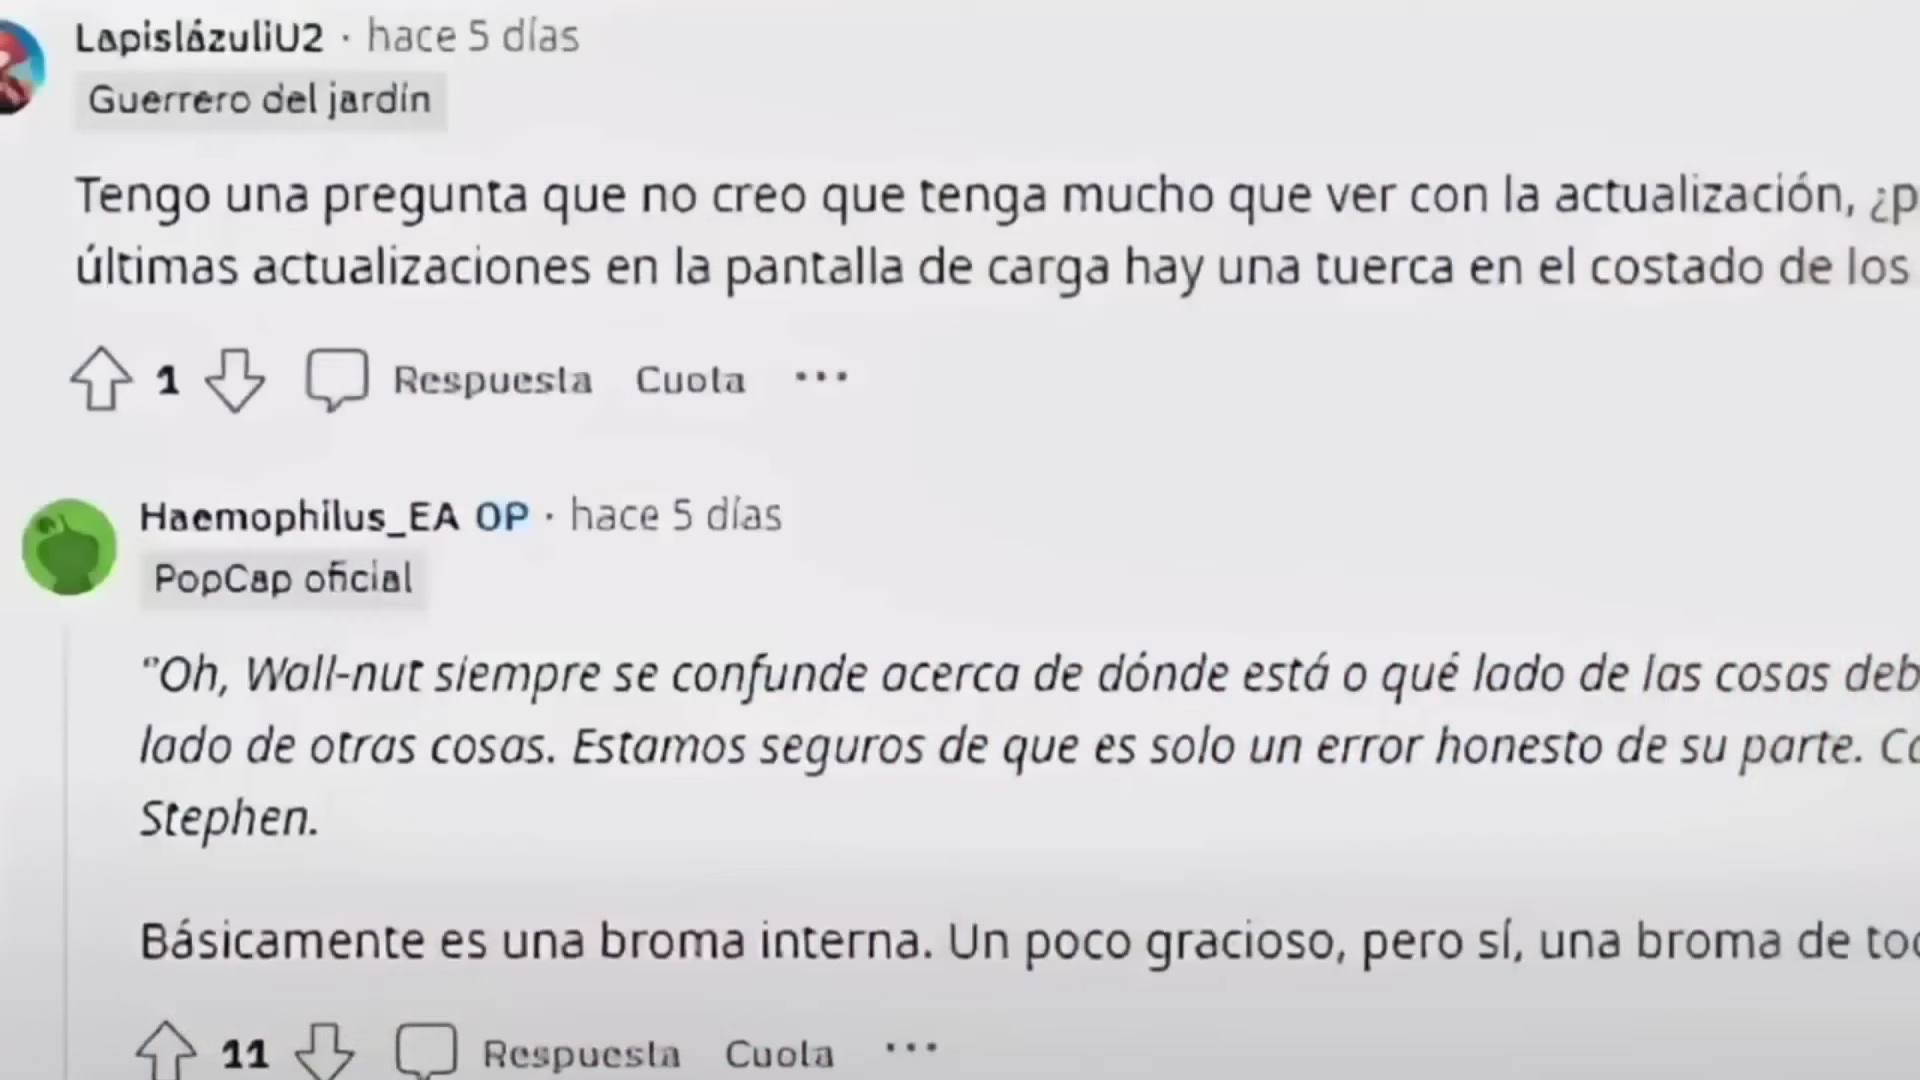 LapislázuliU2 · hace 5 días
Guerrero del jardín
Tengo una pregunta que no creo que tenga mucho que ver con la actualización, ¿p
últimas actualizaciones en la pantalla de carga hay una tuerca en el costado de los
1 Respuesta Cuota ...
Haemophilus_EA OP · hace 5 días
PopCap oficial
"Oh, Wall-nut siempre se confunde acerca de dónde está o qué lado de las cosas deb
lado de otras cosas. Estamos seguros de que es solo un error honesto de su parte. Co
Stephen.
Básicamente es una broma interna. Un poco gracioso, pero sí, una broma de toc
11 Respuesta Cuota ...